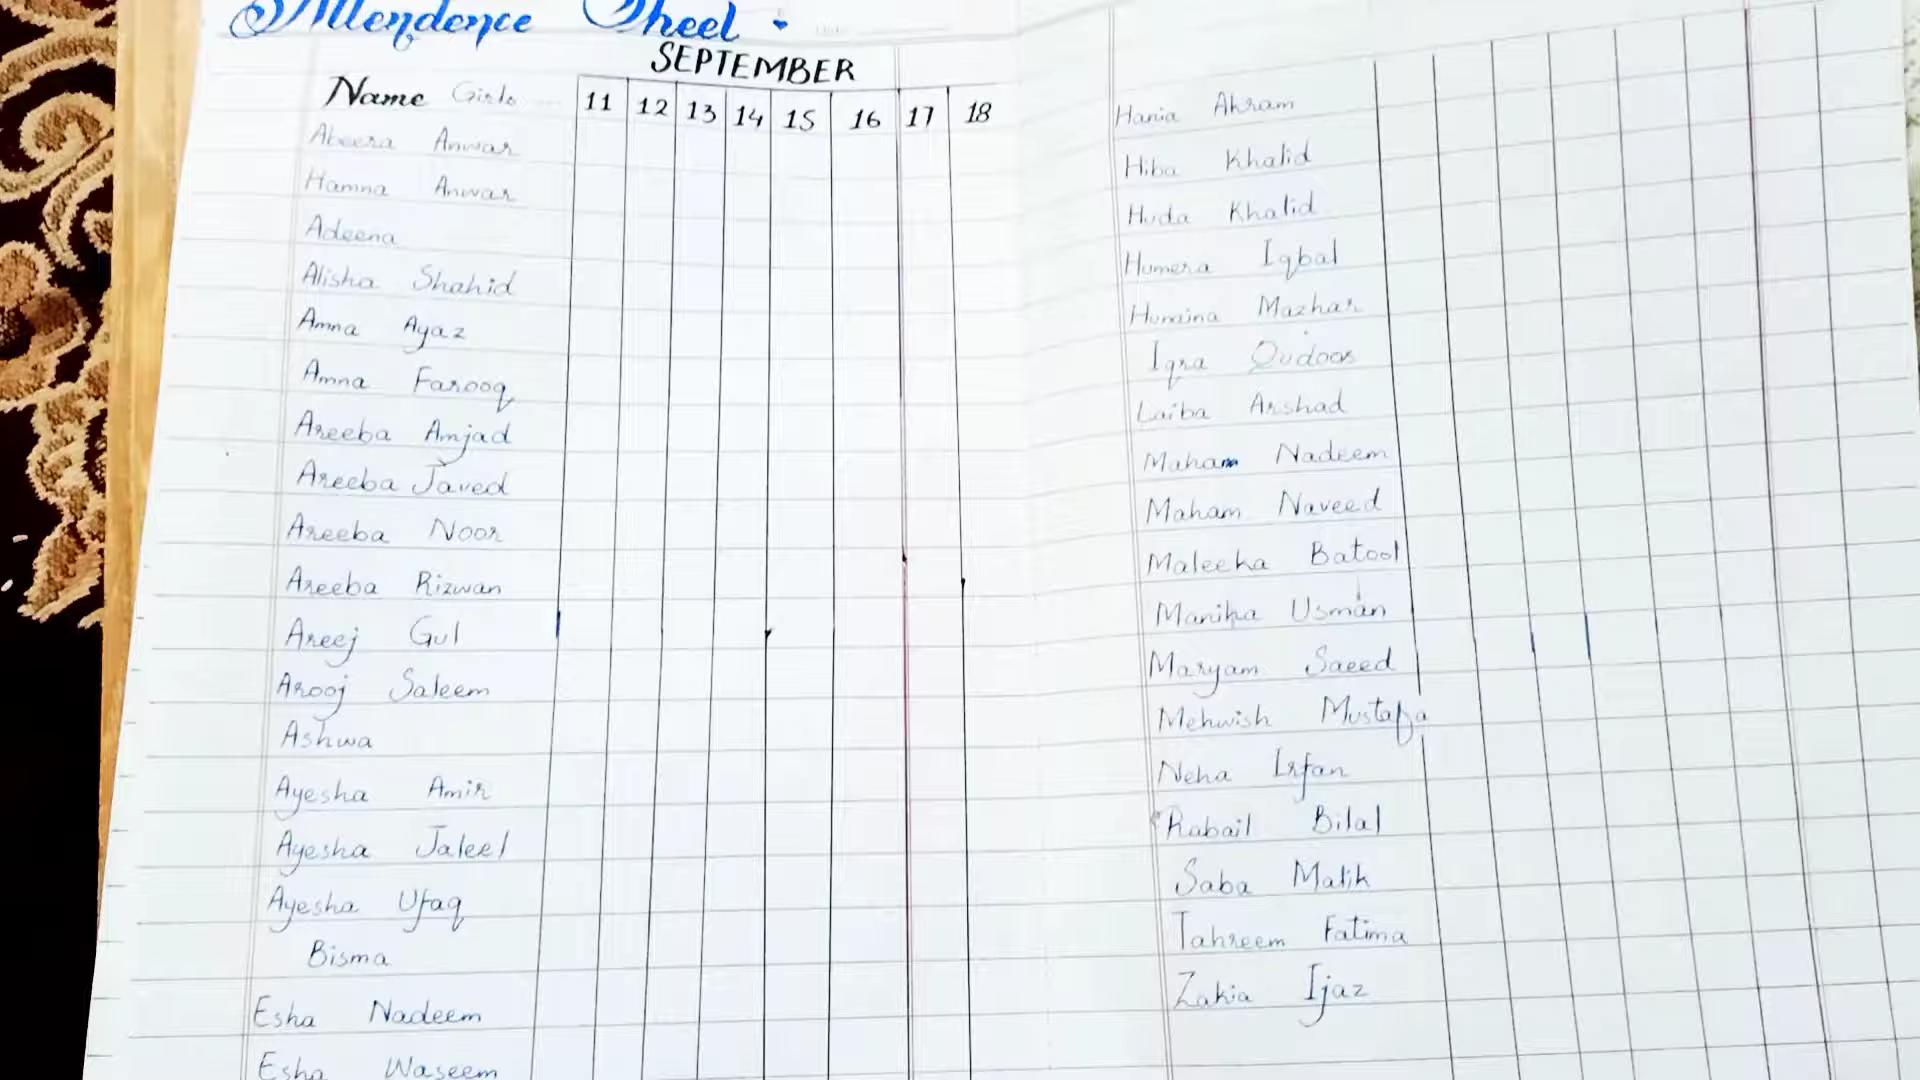 Attendence Sheet :-
SEPTEMBER
Name Girls 11 12 13 14 15 16 17 18
Abeera Anwar
Hamna Anwar
Adeena
Alisha Shahid
Amna Ayaz
Amna Farooq
Areeba Amjad
Areeba Javed
Areeba Noor
Areeba Rizwan
Areej Gul
Arooj Saleem
Ashwa
Ayesha Amir
Ayesha Jaleel
Ayesha Ufaq
Bisma
Esha Nadeem
Esha Waseem
Hania Akram
Hiba Khalid
Huda Khalid
Humera Iqbal
Humaina Mazhar
Iqra Qudoos
Laiba Arshad
Maham Nadeem
Maham Naveed
Maleeka Batool
Manika Usman
Maryam Saeed
Mehwish Mustafa
Neha Irfan
Rabail Bilal
Saba Malik
Tahreem Fatima
Zakia Ijaz